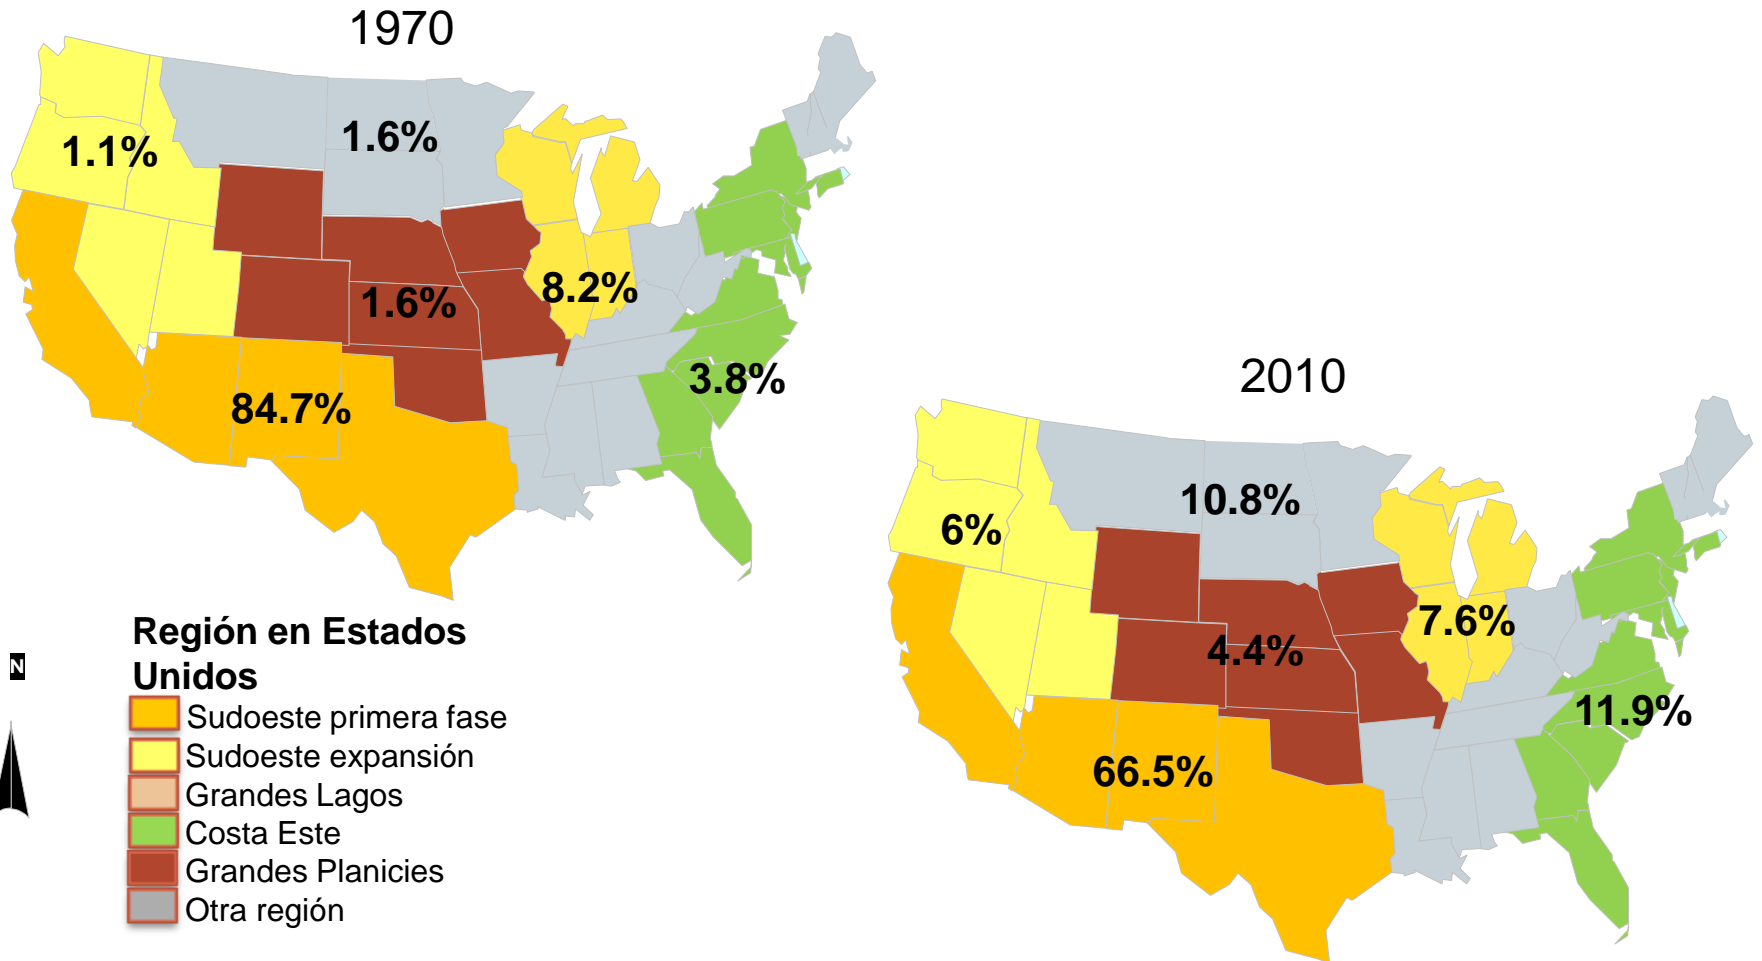 1970
1.1%
1.6%
1.6%
8.2%
3.8%
84.7%
2010
10.8%
6%
7.6%
4.4%
11.9%
66.5%
Región en Estados
Unidos
N
Sudoeste primera fase
Sudoeste expansión
Grandes Lagos
Costa Este
Grandes Planicies
Otra región